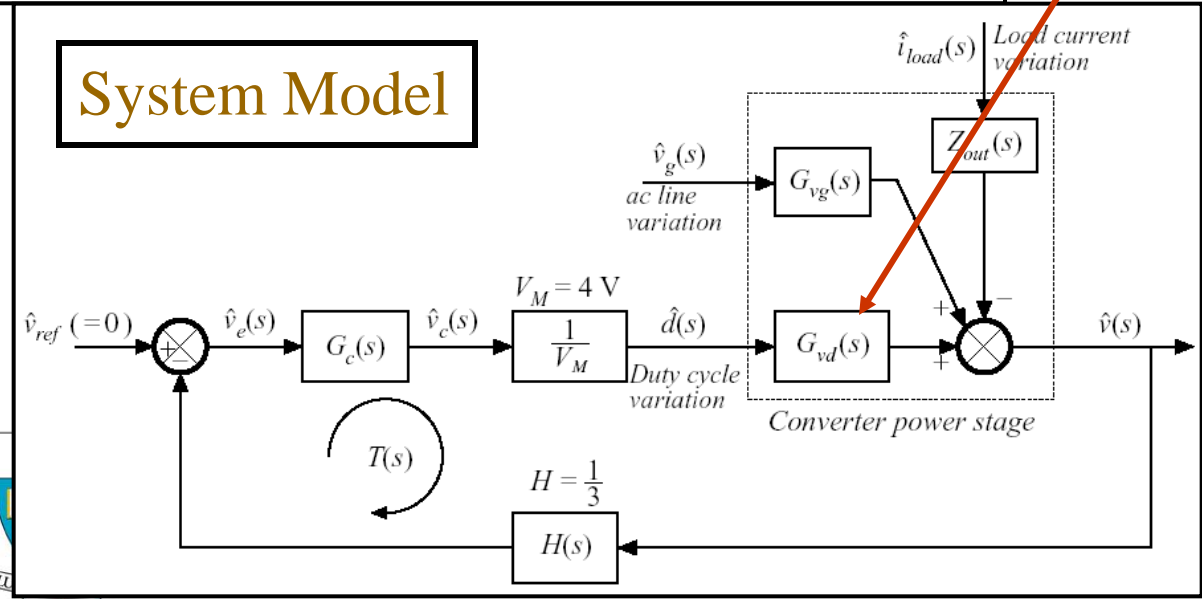 System Model
î_load(s)
Load current
variation
Z_out(s)
v̂_g(s)
ac line
variation
G_vg(s)
V_M = 4 V
v̂_ref (=0)
+
−
v̂_e(s)
G_c(s)
v̂_c(s)
1/V_M
d̂(s)
Duty cycle
variation
G_vd(s)
+
−
+
v̂(s)
Converter power stage
T(s)
H = 1/3
H(s)